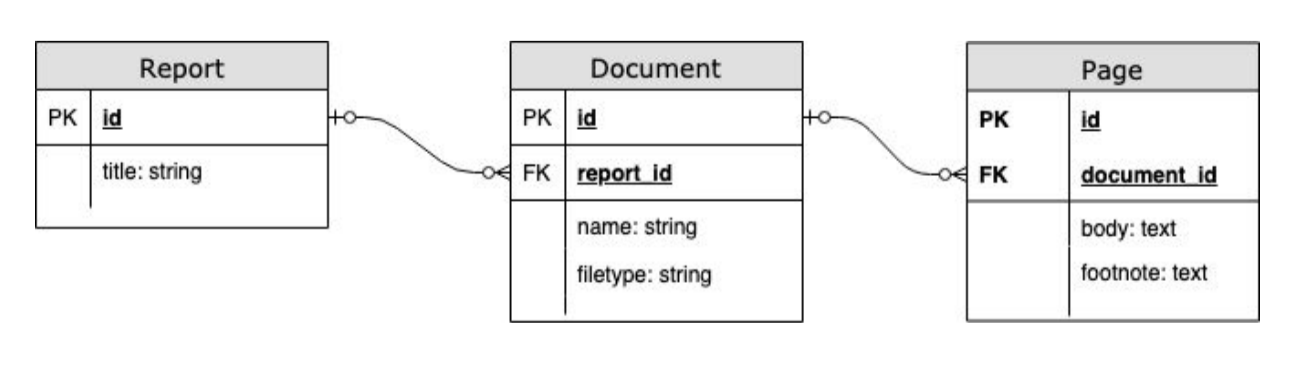 Report
PK id
title: string
Document
PK id
FK report_id
name: string
filetype: string
Page
PK id
FK document_id
body: text
footnote: text